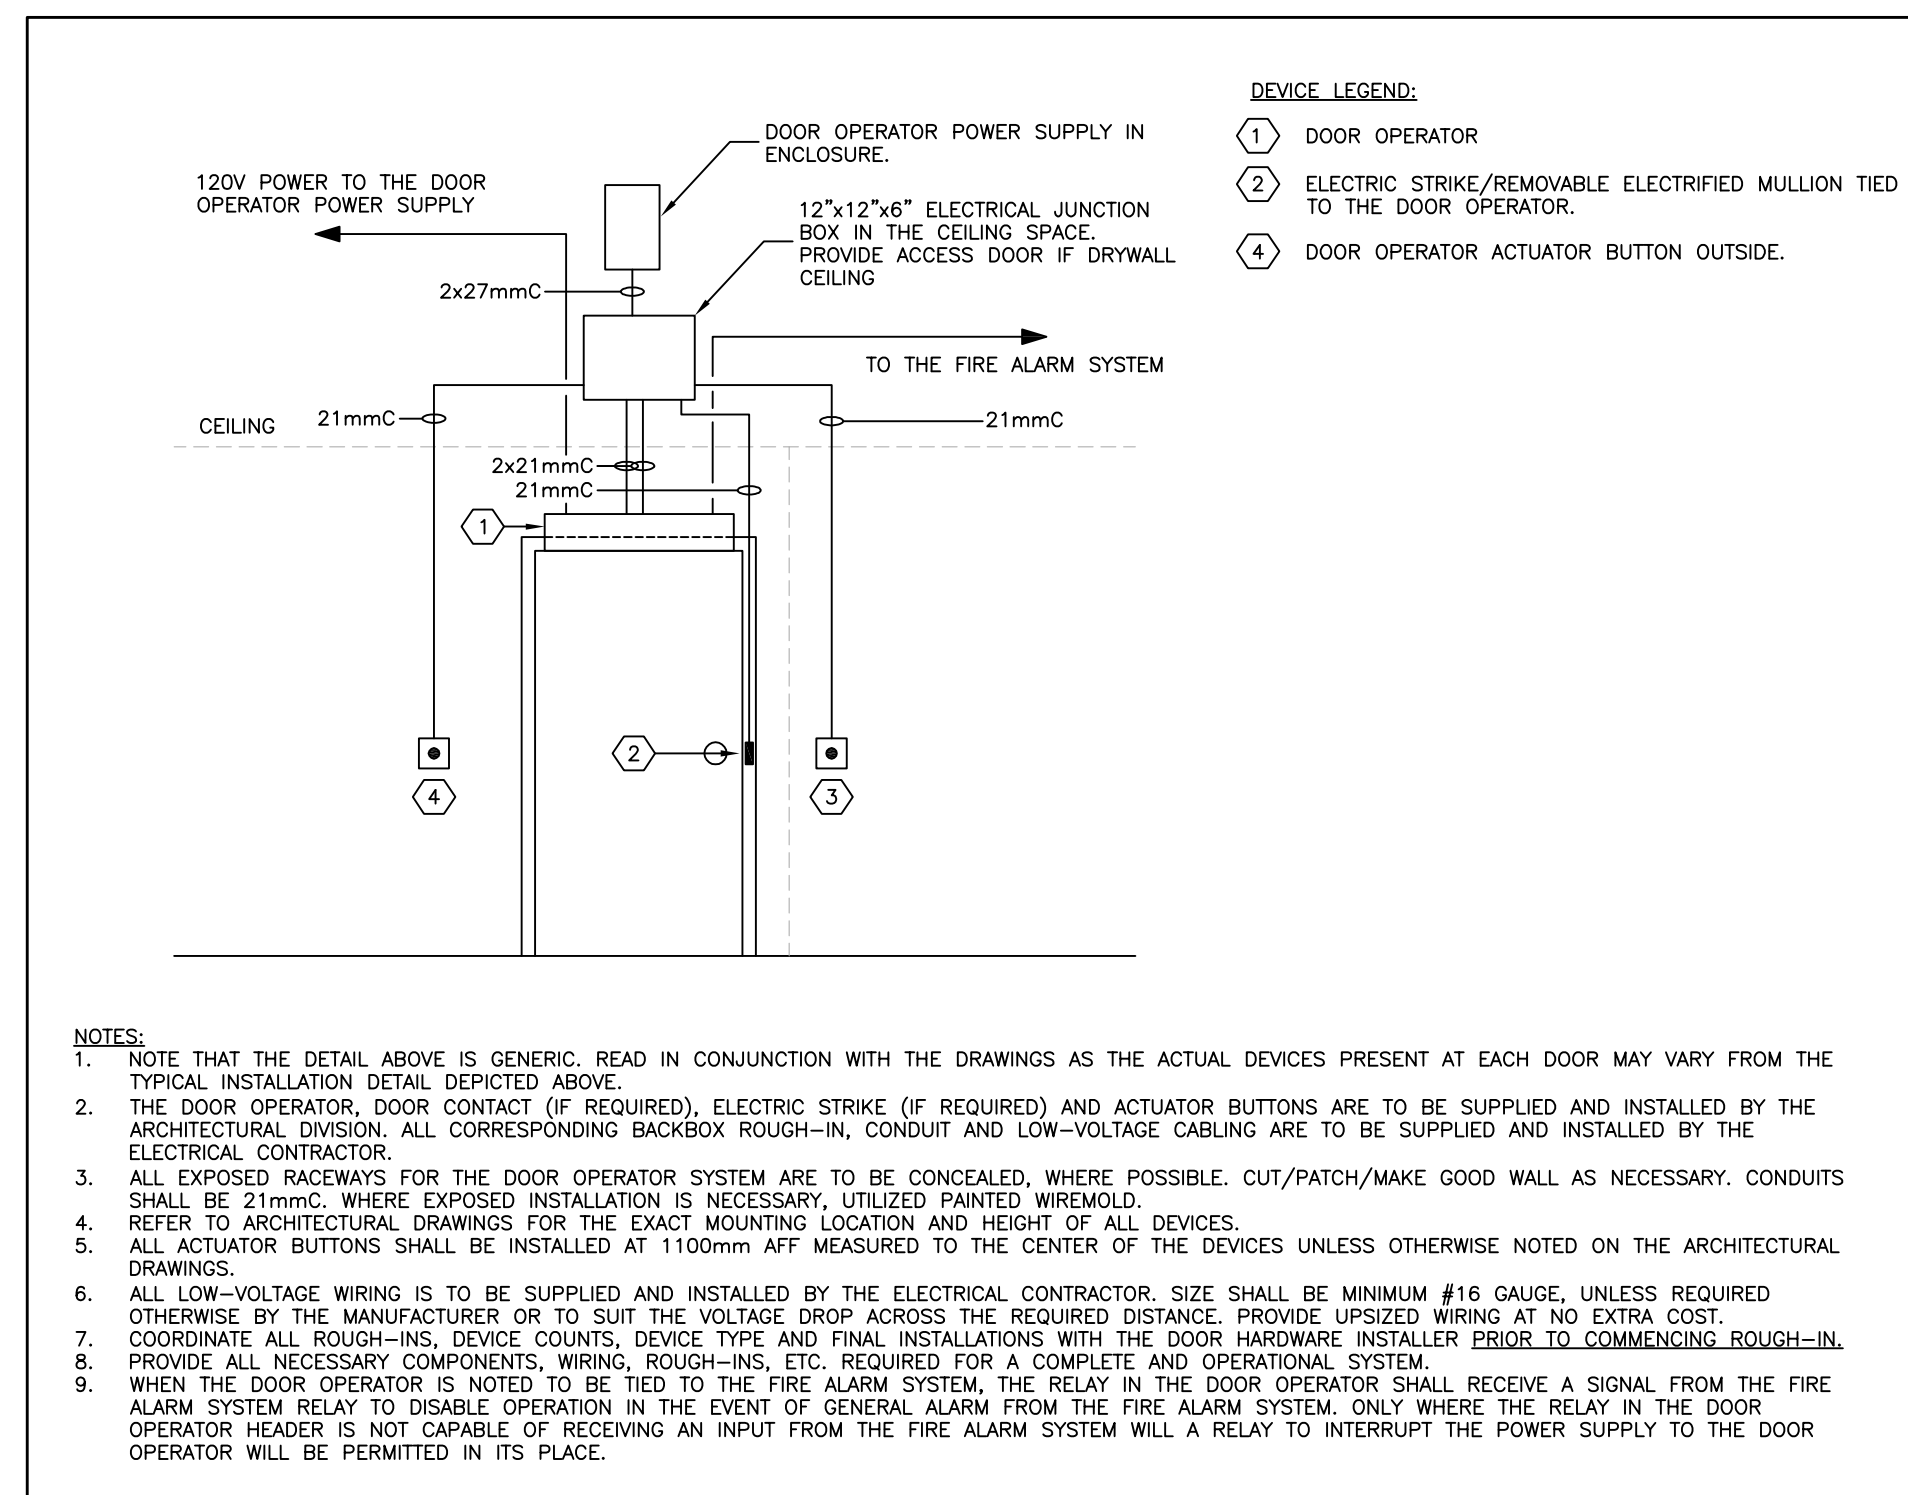 DEVICE LEGEND:
1 DOOR OPERATOR
2 ELECTRIC STRIKE/REMOVABLE ELECTRIFIED MULLION TIED
TO THE DOOR OPERATOR.
4 DOOR OPERATOR ACTUATOR BUTTON OUTSIDE.
DOOR OPERATOR POWER SUPPLY IN
ENCLOSURE.
120V POWER TO THE DOOR
OPERATOR POWER SUPPLY
12"x12"x6" ELECTRICAL JUNCTION
BOX IN THE CEILING SPACE.
PROVIDE ACCESS DOOR IF DRYWALL
CEILING
2x27mmC
TO THE FIRE ALARM SYSTEM
CEILING
21mmC
21mmC
2x21mmC
21mmC
1
2
4
3
NOTES:
1. NOTE THAT THE DETAIL ABOVE IS GENERIC. READ IN CONJUNCTION WITH THE DRAWINGS AS THE ACTUAL DEVICES PRESENT AT EACH DOOR MAY VARY FROM THE
TYPICAL INSTALLATION DETAIL DEPICTED ABOVE.
2. THE DOOR OPERATOR, DOOR CONTACT (IF REQUIRED), ELECTRIC STRIKE (IF REQUIRED) AND ACTUATOR BUTTONS ARE TO BE SUPPLIED AND INSTALLED BY THE
ARCHITECTURAL DIVISION. ALL CORRESPONDING BACKBOX ROUGH-IN, CONDUIT AND LOW-VOLTAGE CABLING ARE TO BE SUPPLIED AND INSTALLED BY THE
ELECTRICAL CONTRACTOR.
3. ALL EXPOSED RACEWAYS FOR THE DOOR OPERATOR SYSTEM ARE TO BE CONCEALED, WHERE POSSIBLE. CUT/PATCH/MAKE GOOD WALL AS NECESSARY. CONDUITS
SHALL BE 21mmC. WHERE EXPOSED INSTALLATION IS NECESSARY, UTILIZED PAINTED WIREMOLD.
4. REFER TO ARCHITECTURAL DRAWINGS FOR THE EXACT MOUNTING LOCATION AND HEIGHT OF ALL DEVICES.
5. ALL ACTUATOR BUTTONS SHALL BE INSTALLED AT 1100mm AFF MEASURED TO THE CENTER OF THE DEVICES UNLESS OTHERWISE NOTED ON THE ARCHITECTURAL
DRAWINGS.
6. ALL LOW-VOLTAGE WIRING IS TO BE SUPPLIED AND INSTALLED BY THE ELECTRICAL CONTRACTOR. SIZE SHALL BE MINIMUM #16 GAUGE, UNLESS REQUIRED
OTHERWISE BY THE MANUFACTURER OR TO SUIT THE VOLTAGE DROP ACROSS THE REQUIRED DISTANCE. PROVIDE UPSIZED WIRING AT NO EXTRA COST.
7. COORDINATE ALL ROUGH-INS, DEVICE COUNTS, DEVICE TYPE AND FINAL INSTALLATIONS WITH THE DOOR HARDWARE INSTALLER PRIOR TO COMMENCING ROUGH-IN.
8. PROVIDE ALL NECESSARY COMPONENTS, WIRING, ROUGH-INS, ETC. REQUIRED FOR A COMPLETE AND OPERATIONAL SYSTEM.
9. WHEN THE DOOR OPERATOR IS NOTED TO BE TIED TO THE FIRE ALARM SYSTEM, THE RELAY IN THE DOOR OPERATOR SHALL RECEIVE A SIGNAL FROM THE FIRE
ALARM SYSTEM RELAY TO DISABLE OPERATION IN THE EVENT OF GENERAL ALARM FROM THE FIRE ALARM SYSTEM. ONLY WHERE THE RELAY IN THE DOOR
OPERATOR HEADER IS NOT CAPABLE OF RECEIVING AN INPUT FROM THE FIRE ALARM SYSTEM WILL A RELAY TO INTERRUPT THE POWER SUPPLY TO THE DOOR
OPERATOR WILL BE PERMITTED IN ITS PLACE.